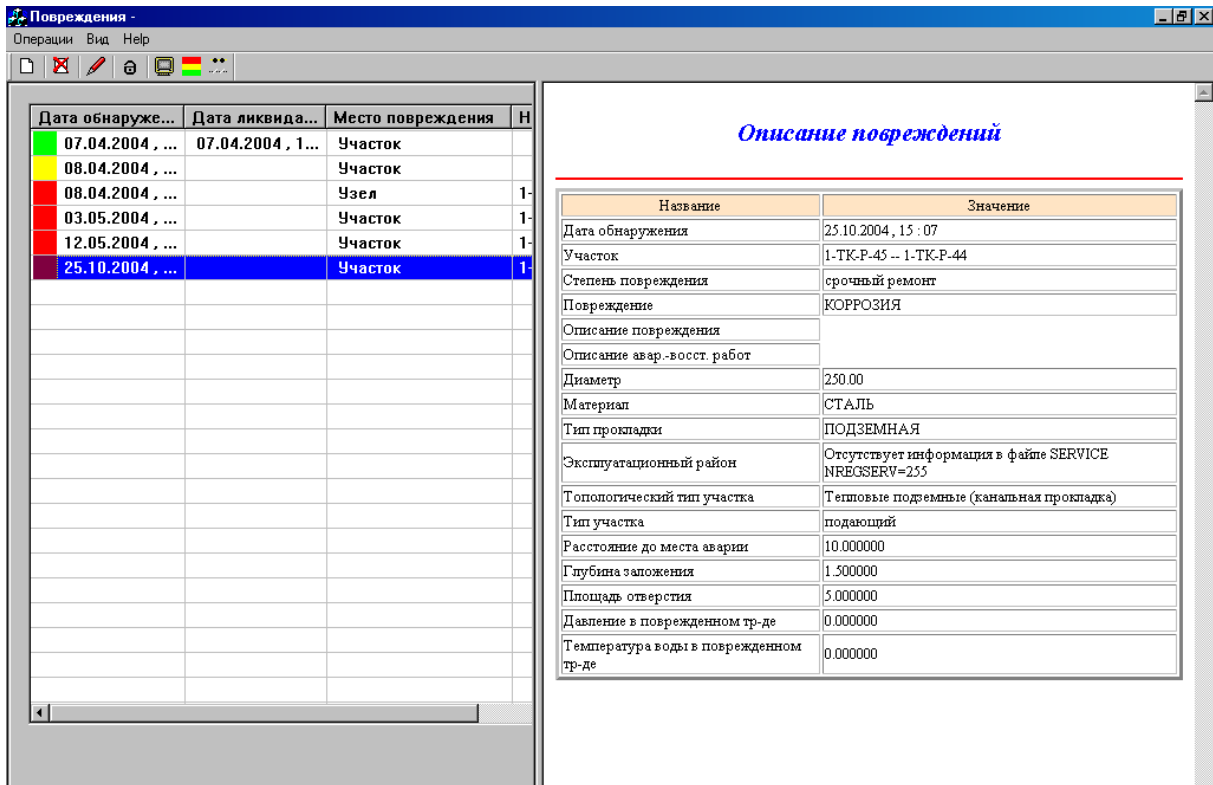 Повреждения -
Операции Вид Help
Дата обнаруже... Дата ликвида... Место повреждения Н
07.04.2004 , ... 07.04.2004 , 1... Участок
08.04.2004 , ... Участок
08.04.2004 , ... Узел 1-
03.05.2004 , ... Участок 1-
12.05.2004 , ... Участок 1-
25.10.2004 , ... Участок 1-
Описание повреждений
Название Значение
Дата обнаружения 25.10.2004 , 15 : 07
Участок 1-ТК-Р-45 -- 1-ТК-Р-44
Степень повреждения срочный ремонт
Повреждение КОРРОЗИЯ
Описание повреждения
Описание авар.-восст. работ
Диаметр 250.00
Материал СТАЛЬ
Тип прокладки ПОДЗЕМНАЯ
Эксплуатационный район Отсутствует информация в файле SERVICE
NREGSERV=255
Топологический тип участка Тепловые подземные (канальная прокладка)
Тип участка подающий
Расстояние до места аварии 10.000000
Глубина заложения 1.500000
Площадь отверстия 5.000000
Давление в поврежденном тр-де 0.000000
Температура воды в поврежденном
тр-де 0.000000